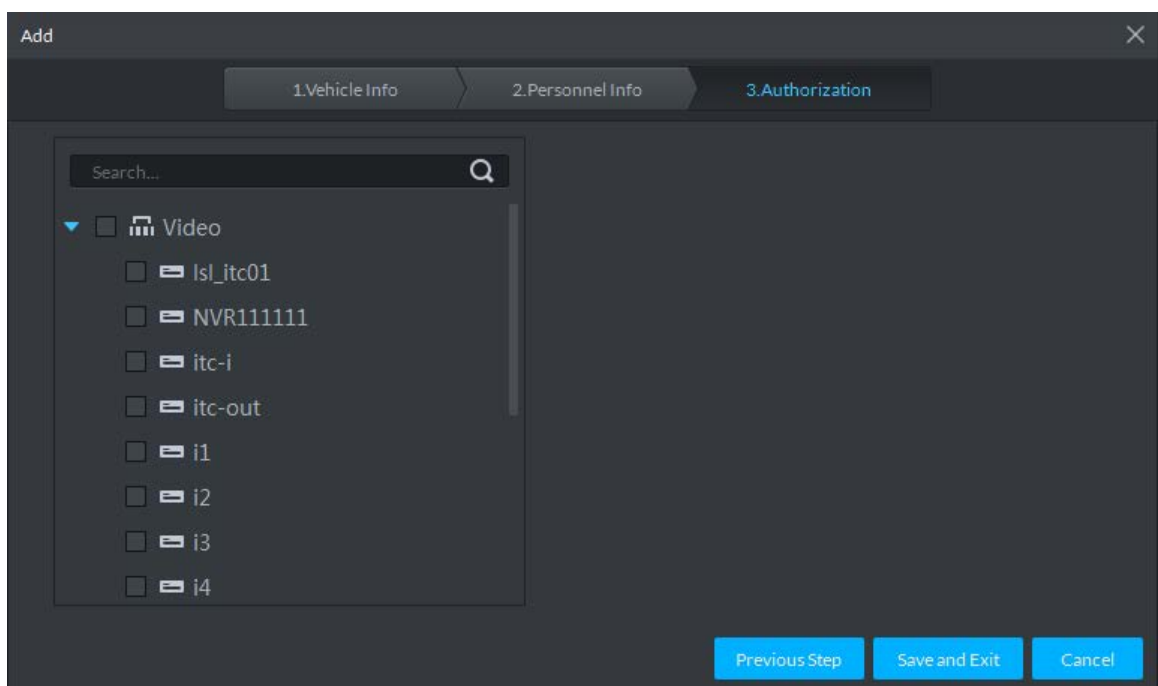 Add
1.Vehicle Info
2.Personnel Info
3.Authorization
Search...
Video
lsl_itc01
NVR111111
itc-i
itc-out
i1
i2
i3
i4
Previous Step
Save and Exit
Cancel